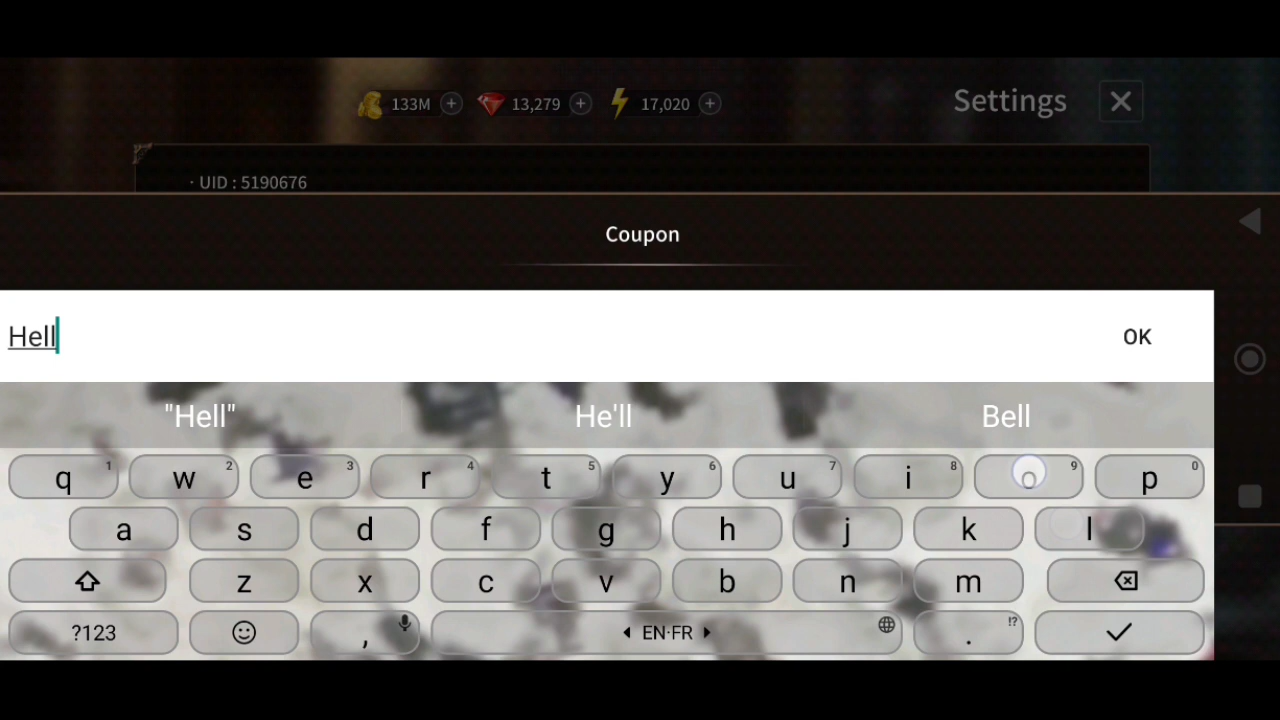 133M + 13,279 + 17,020 +
Settings
· UID : 5190676
Coupon
Hell
OK
"Hell" He'll Bell
q 1 w 2 e 3 r 4 t 5 y 6 u 7 i 8 o 9 p 0
a s d f g h j k l
z x c v b n m
?123 , EN·FR . !?